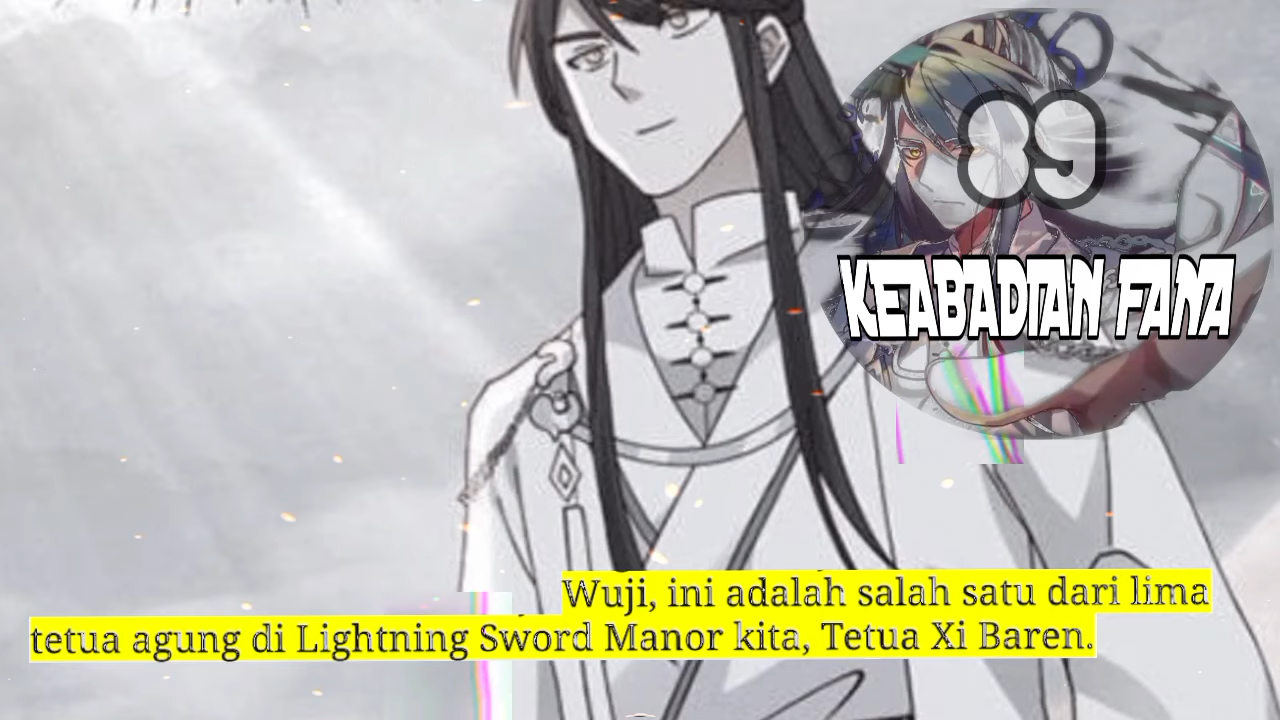 89
KEABADIAN FANA
Wuji, ini adalah salah satu dari lima
tetua agung di Lightning Sword Manor kita, Tetua Xi Baren.